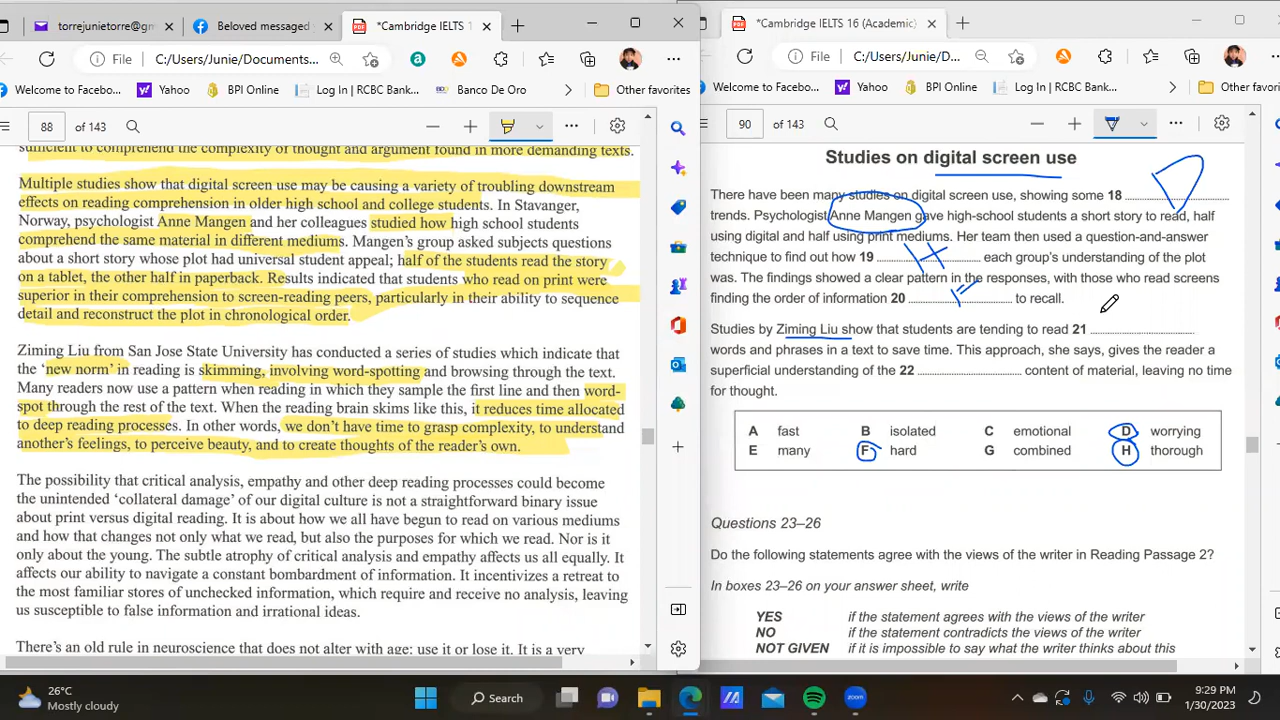 torrejunietorre@gm
Beloved messaged y
*Cambridge IELTS 1
File
C:/Users/Junie/Documents...
Welcome to Facebo...
Yahoo
BPI Online
Log In | RCBC Bank...
Banco De Oro
Other favorites
88 of 143
sufficient to comprehend the complexity of thought and argument found in more demanding texts.
Multiple studies show that digital screen use may be causing a variety of troubling downstream
effects on reading comprehension in older high school and college students. In Stavanger,
Norway, psychologist Anne Mangen and her colleagues studied how high school students
comprehend the same material in different mediums. Mangen's group asked subjects questions
about a short story whose plot had universal student appeal; half of the students read the story
on a tablet, the other half in paperback. Results indicated that students who read on print were
superior in their comprehension to screen-reading peers, particularly in their ability to sequence
detail and reconstruct the plot in chronological order.
Ziming Liu from San Jose State University has conducted a series of studies which indicate that
the 'new norm' in reading is skimming, involving word-spotting and browsing through the text.
Many readers now use a pattern when reading in which they sample the first line and then word-
spot through the rest of the text. When the reading brain skims like this, it reduces time allocated
to deep reading processes. In other words, we don't have time to grasp complexity, to understand
another's feelings, to perceive beauty, and to create thoughts of the reader's own.
The possibility that critical analysis, empathy and other deep reading processes could become
the unintended 'collateral damage' of our digital culture is not a straightforward binary issue
about print versus digital reading. It is about how we all have begun to read on various mediums
and how that changes not only what we read, but also the purposes for which we read. Nor is it
only about the young. The subtle atrophy of critical analysis and empathy affects us all equally. It
affects our ability to navigate a constant bombardment of information. It incentivizes a retreat to
the most familiar stores of unchecked information, which require and receive no analysis, leaving
us susceptible to false information and irrational ideas.
There's an old rule in neuroscience that does not alter with age: use it or lose it. It is a very
*Cambridge IELTS 16 (Academic)
File
C:/Users/Junie/Do...
Welcome to Facebo...
Yahoo
BPI Online
Log In | RCBC Bank...
Other favor
90 of 143
Studies on digital screen use
There have been many studies on digital screen use, showing some 18 ........................
trends. Psychologist Anne Mangen gave high-school students a short story to read, half
using digital and half using print mediums. Her team then used a question-and-answer
technique to find out how 19 ........................ each group's understanding of the plot
was. The findings showed a clear pattern in the responses, with those who read screens
finding the order of information 20 ........................ to recall.
Studies by Ziming Liu show that students are tending to read 21 ........................
words and phrases in a text to save time. This approach, she says, gives the reader a
superficial understanding of the 22 ........................ content of material, leaving no time
for thought.
A fast B isolated C emotional D worrying
E many F hard G combined H thorough
Questions 23–26
Do the following statements agree with the views of the writer in Reading Passage 2?
In boxes 23–26 on your answer sheet, write
YES if the statement agrees with the views of the writer
NO if the statement contradicts the views of the writer
NOT GIVEN if it is impossible to say what the writer thinks about this
26°C
Mostly cloudy
Search
zoom
9:29 PM
1/30/2023